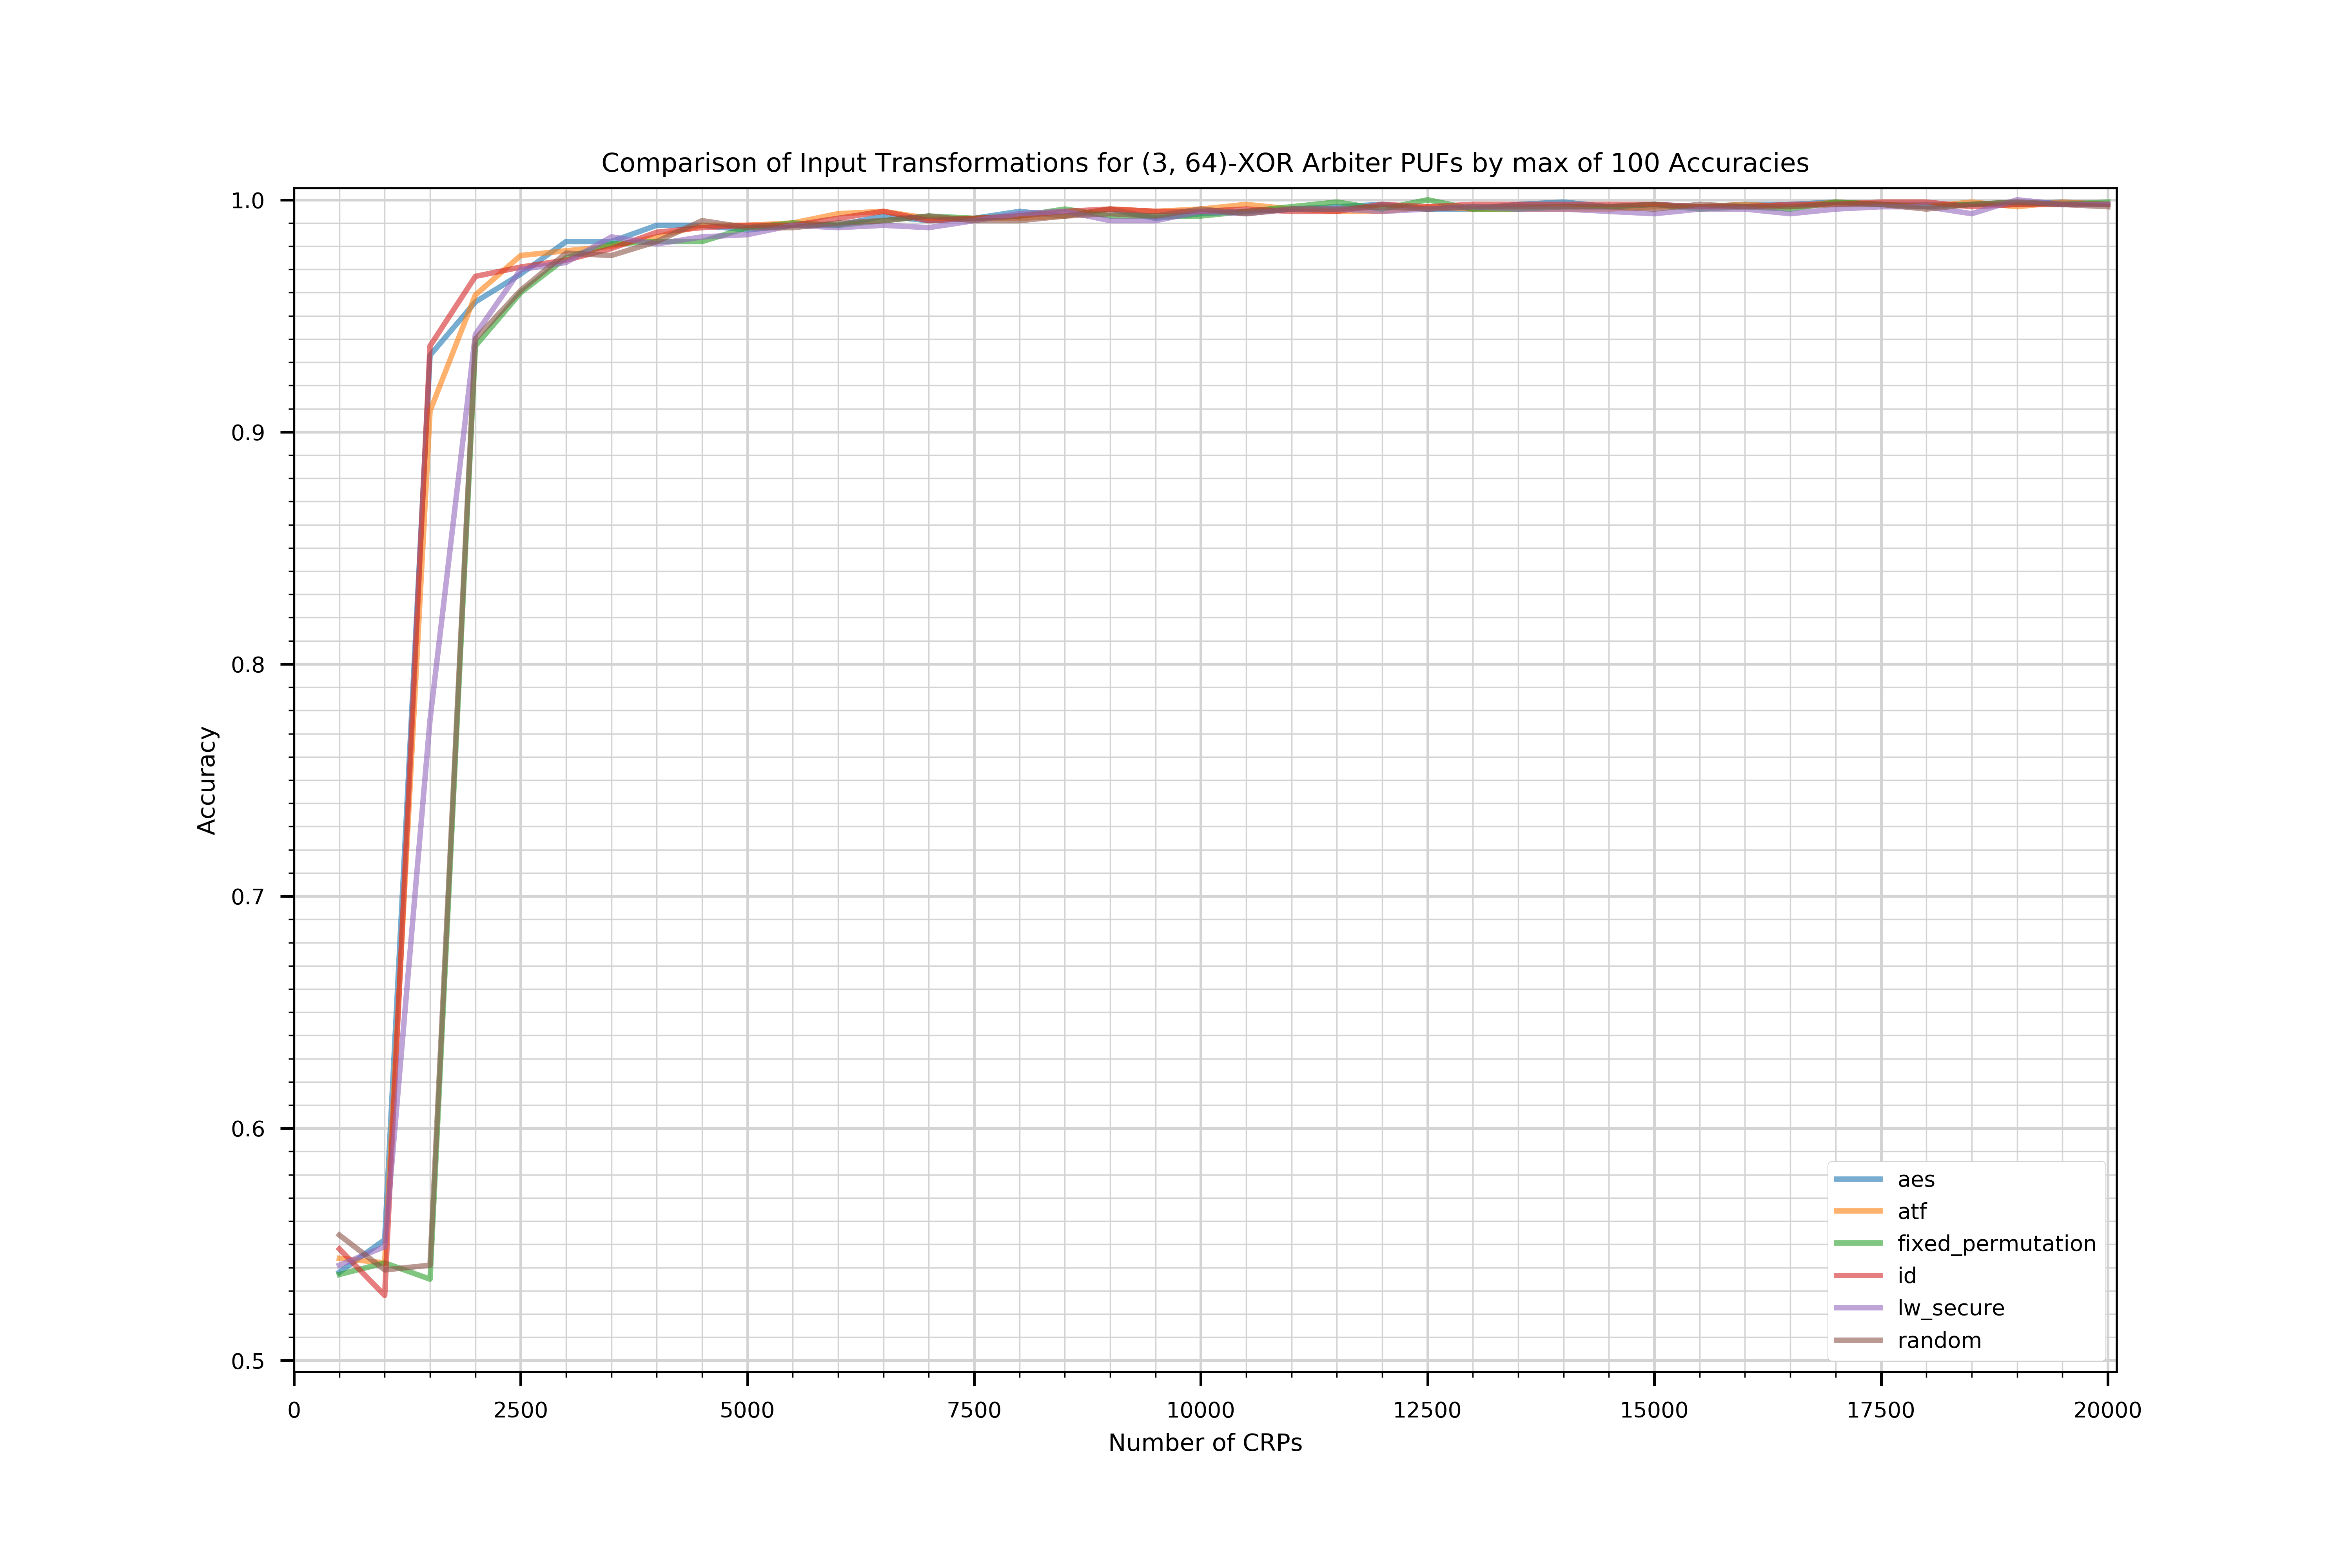 Comparison of Input Transformations for (3, 64)-XOR Arbiter PUFs by max of 100 Accuracies
1.0
0.9
0.8
0.7
0.6
0.5
Accuracy
aes
atf
fixed_permutation
id
lw_secure
random
0 2500 5000 7500 10000 12500 15000 17500 20000
Number of CRPs